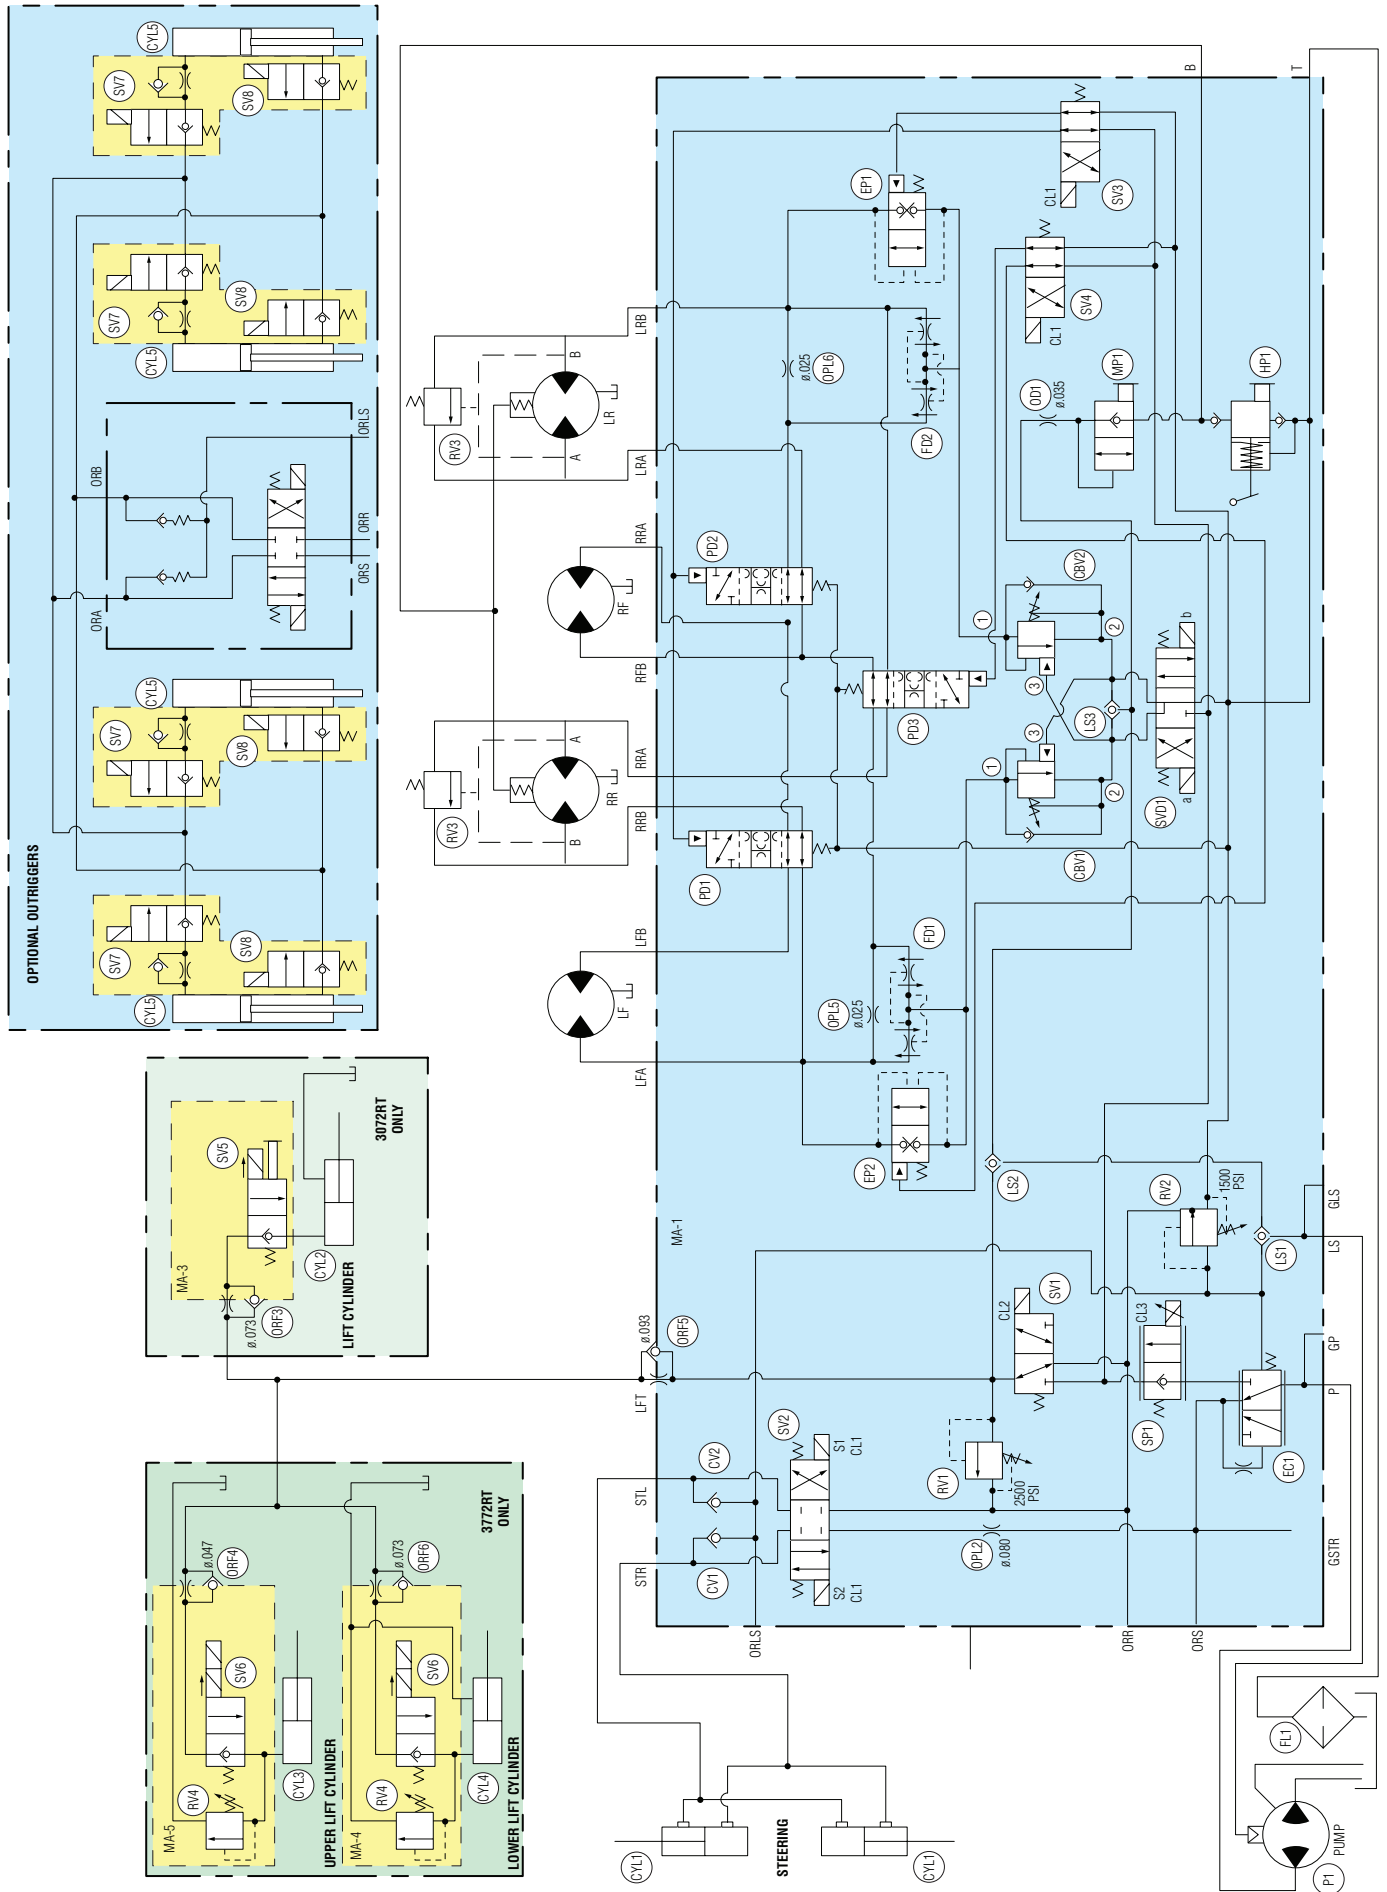 OPTIONAL OUTRIGGERS
CYL5
SV7
SV8
SV7
SV8
CYL5
ORB
ORLS
ORR
ORS
ORA
CYL5
SV7
SV8
SV7
SV8
CYL5
3072RT
ONLY
MA-3
SV5
CYL2
ORF3
ø.073
LIFT CYLINDER
3772RT
ONLY
ø.047
ORF4
ø.073
ORF6
SV6
SV6
CYL3
CYL4
RV4
RV4
MA-5
MA-4
UPPER LIFT CYLINDER
LOWER LIFT CYLINDER
RV3
A
B
LR
LRB
LRA
RF
RRA
RFB
RV3
A
B
RR
RRA
RRB
LF
LFB
LFA
B
T
MA-1
EP1
CL1
SV3
CL1
SV4
OPL6
ø.025
FD2
OD1
ø.035
MP1
HP1
PD2
PD3
PD1
CBV2
1
2
3
LS3
3
1
2
CBV1
b
SVD1
a
FD1
OPL5
ø.025
EP2
LS2
RV2
1500
PSI
LS1
GLS
LS
GP
P
CL2
SV1
CL3
SP1
EC1
ø.093
ORF5
LFT
SV2
S1
CL1
S2
CL1
CV2
CV1
STL
STR
RV1
2500
PSI
OPL2
ø.080
GSTR
ORLS
ORR
ORS
FL1
PUMP
P1
CYL1
STEERING
CYL1